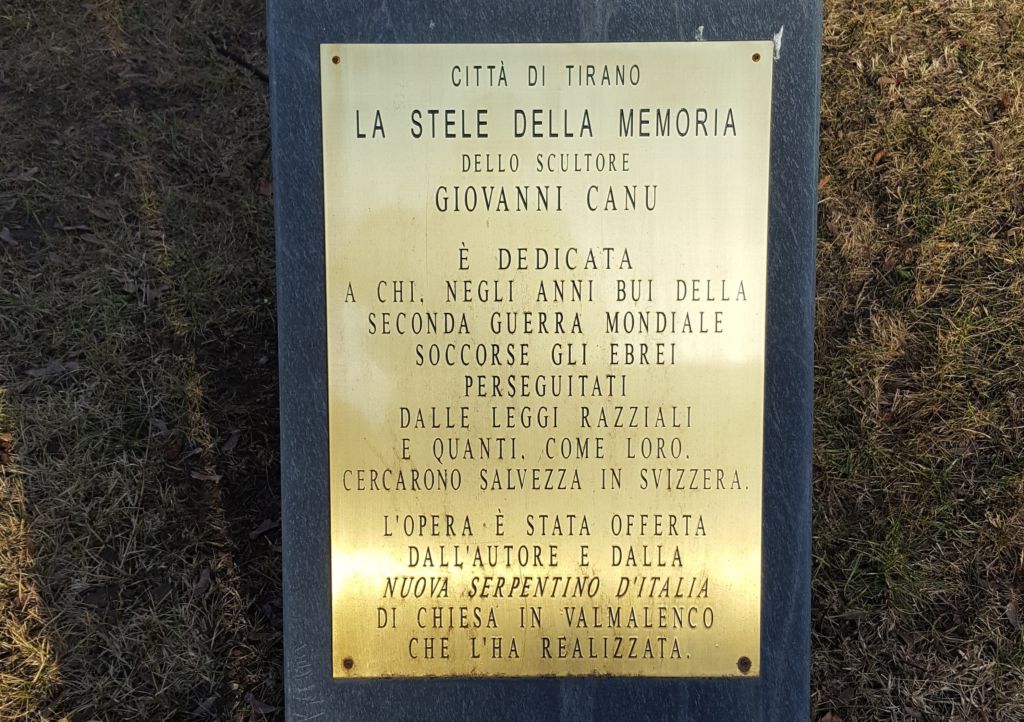 CITTÀ DI TIRANO
LA STELE DELLA MEMORIA
DELLO SCULTORE
GIOVANNI CANU
È DEDICATA
A CHI, NEGLI ANNI BUI DELLA
SECONDA GUERRA MONDIALE
SOCCORSE GLI EBREI
PERSEGUITATI
DALLE LEGGI RAZZIALI
E QUANTI, COME LORO,
CERCARONO SALVEZZA IN SVIZZERA.
L'OPERA È STATA OFFERTA
DALL'AUTORE E DALLA
NUOVA SERPENTINO D'ITALIA
DI CHIESA IN VALMALENCO
CHE L'HA REALIZZATA.